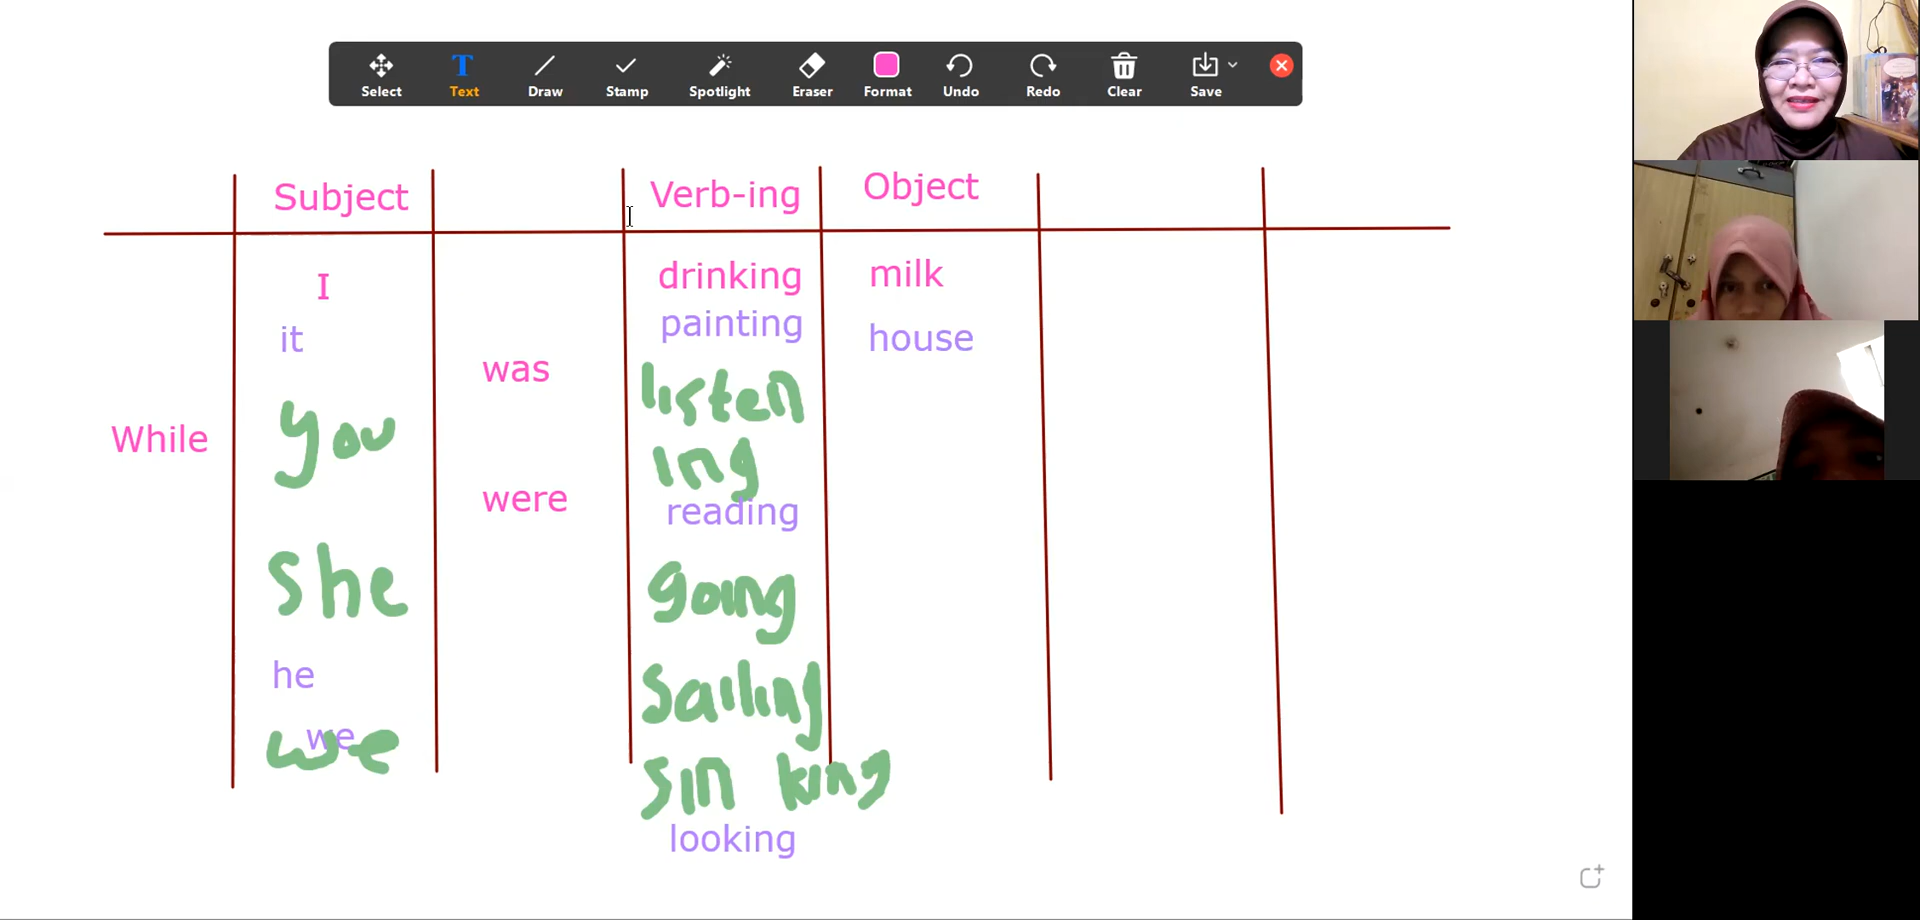 Select Text Draw Stamp Spotlight Eraser Format Undo Redo Clear Save
Subject Verb-ing Object
I drinking milk
it painting house
was listen
While you ing
were reading
she going
he sailing
we
we sin king
looking